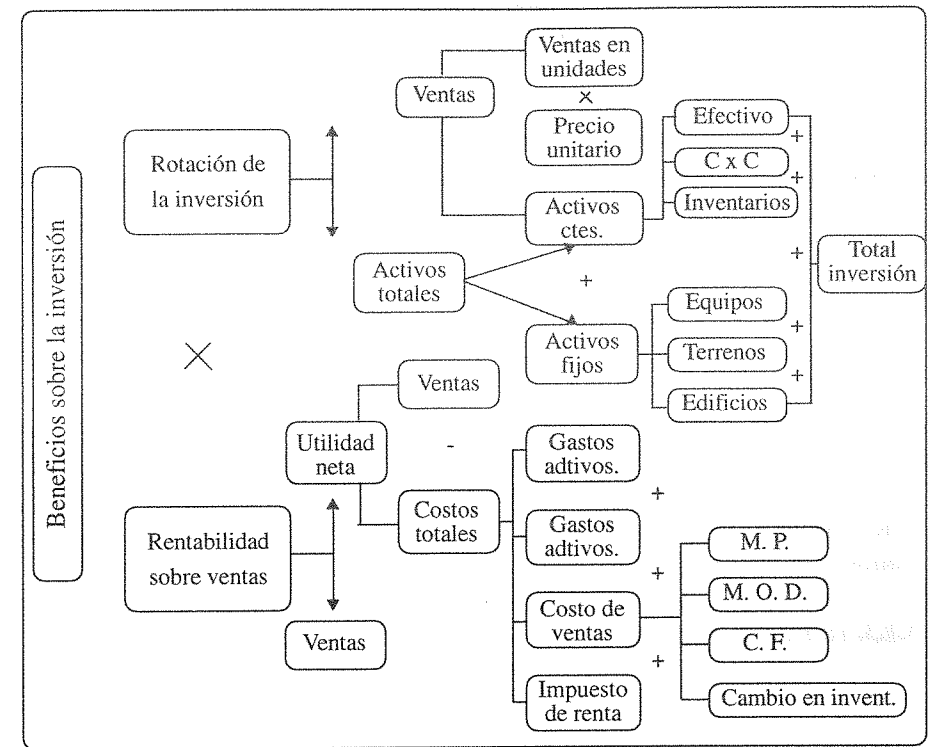 Beneficios sobre la inversión
Rotación de
la inversión
×
Rentabilidad
sobre ventas
Ventas
Activos
totales
Ventas en
unidades
×
Precio
unitario
Activos
ctes.
+
Activos
fijos
Efectivo
+
C x C
+
Inventarios
+
Equipos
+
Terrenos
+
Edificios
Total
inversión
Utilidad
neta
Ventas
Ventas
-
Costos
totales
Gastos
adtivos.
+
Gastos
adtivos.
+
Costo de
ventas
+
Impuesto
de renta
M. P.
M. O. D.
C. F.
Cambio en invent.